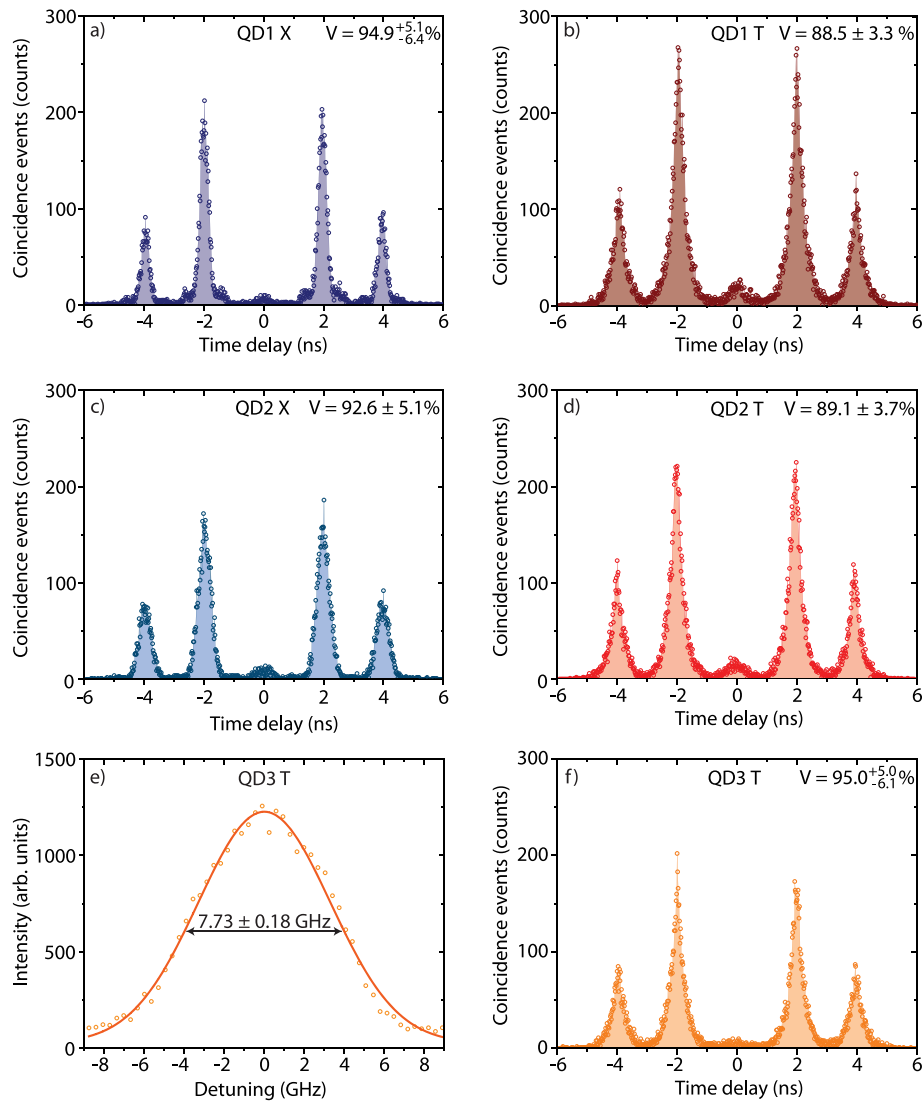 a) QD1 X V = 94.9 +5.1 -6.4 %
Coincidence events (counts)
300
200
100
0
-6 -4 -2 0 2 4 6
Time delay (ns)
b) QD1 T V = 88.5 ± 3.3 %
Coincidence events (counts)
300
200
100
0
-6 -4 -2 0 2 4 6
Time delay (ns)
c) QD2 X V = 92.6 ± 5.1%
Coincidence events (counts)
300
200
100
0
-6 -4 -2 0 2 4 6
Time delay (ns)
d) QD2 T V = 89.1 ± 3.7%
Coincidence events (counts)
300
200
100
0
-6 -4 -2 0 2 4 6
Time delay (ns)
e) QD3 T
Intensity (arb. units)
1500
1000
500
0
7.73 ± 0.18 GHz
-8 -6 -4 -2 0 2 4 6 8
Detuning (GHz)
f) QD3 T V = 95.0 +5.0 -6.1 %
Coincidence events (counts)
300
200
100
0
-6 -4 -2 0 2 4 6
Time delay (ns)